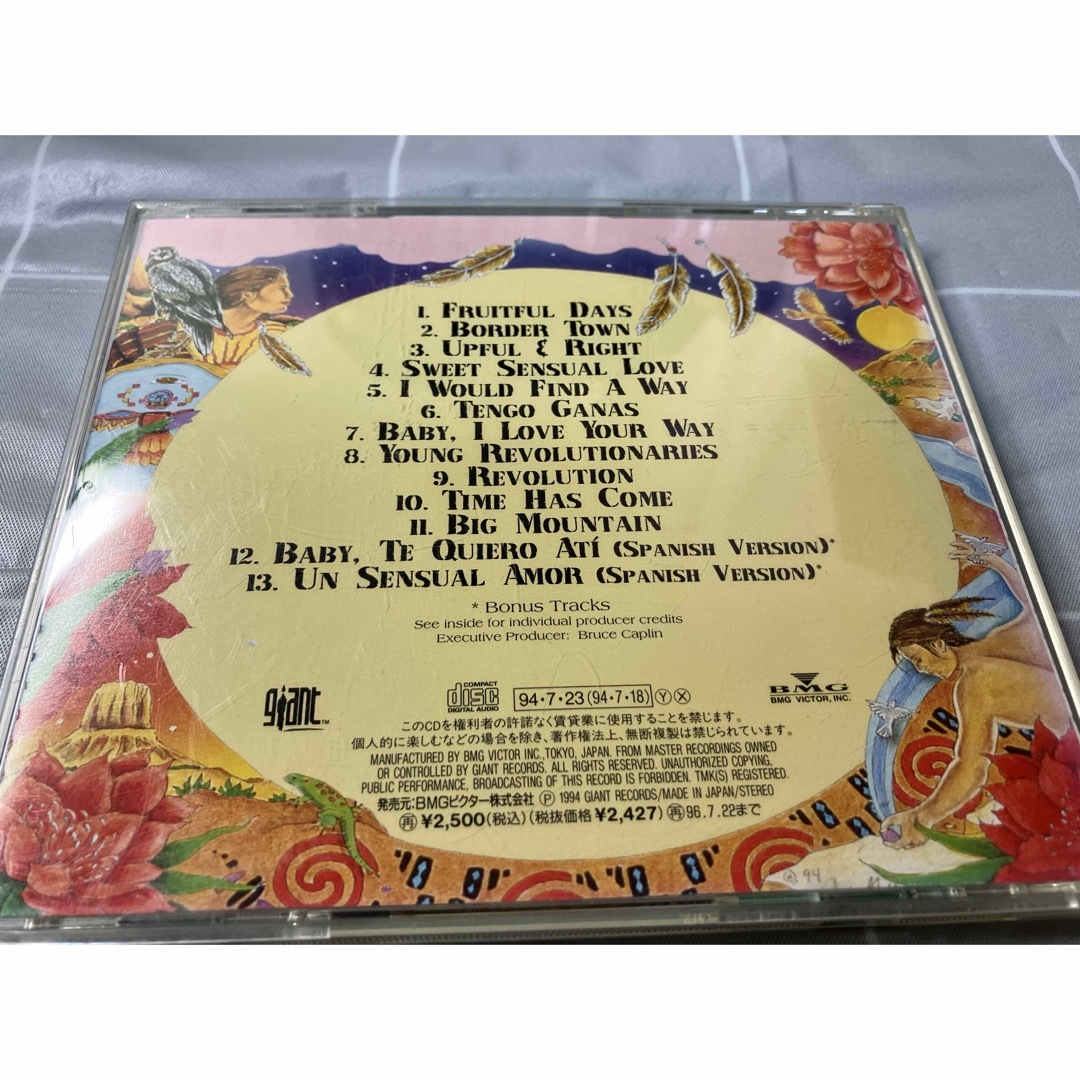 1. FRUITFUL DAYS
2. BORDER TOWN
3. UPFUL & RIGHT
4. SWEET SENSUAL LOVE
5. I WOULD FIND A WAY
6. TENGO GANAS
7. BABY, I LOVE YOUR WAY
8. YOUNG REVOLUTIONARIES
9. REVOLUTION
10. TIME HAS COME
11. BIG MOUNTAIN
12. BABY, TE QUIERO ATÍ (SPANISH VERSION)*
13. UN SENSUAL AMOR (SPANISH VERSION)*
* Bonus Tracks
See inside for individual producer credits
Executive Producer: Bruce Caplin
giant™
COMPACT
disc
DIGITAL AUDIO
94・7・23(94・7・18)ⓎⓍ
BMG
BMG VICTOR, INC.
このCDを権利者の許諾なく賃貸業に使用することを禁じます。
個人的に楽しむなどの場合を除き、著作権法上、無断複製は禁じられています。
MANUFACTURED BY BMG VICTOR INC.,TOKYO, JAPAN. FROM MASTER RECORDINGS OWNED
OR CONTROLLED BY GIANT RECORDS. ALL RIGHTS RESERVED. UNAUTHORIZED COPYING,
PUBLIC PERFORMANCE, BROADCASTING OF THIS RECORD IS FORBIDDEN. TMK(S) REGISTERED.
発売元:BMGビクター株式会社 Ⓟ 1994 GIANT RECORDS/MADE IN JAPAN/STEREO
再 ¥2,500(税込)(税抜価格¥2,427) 再96.7.22まで
94